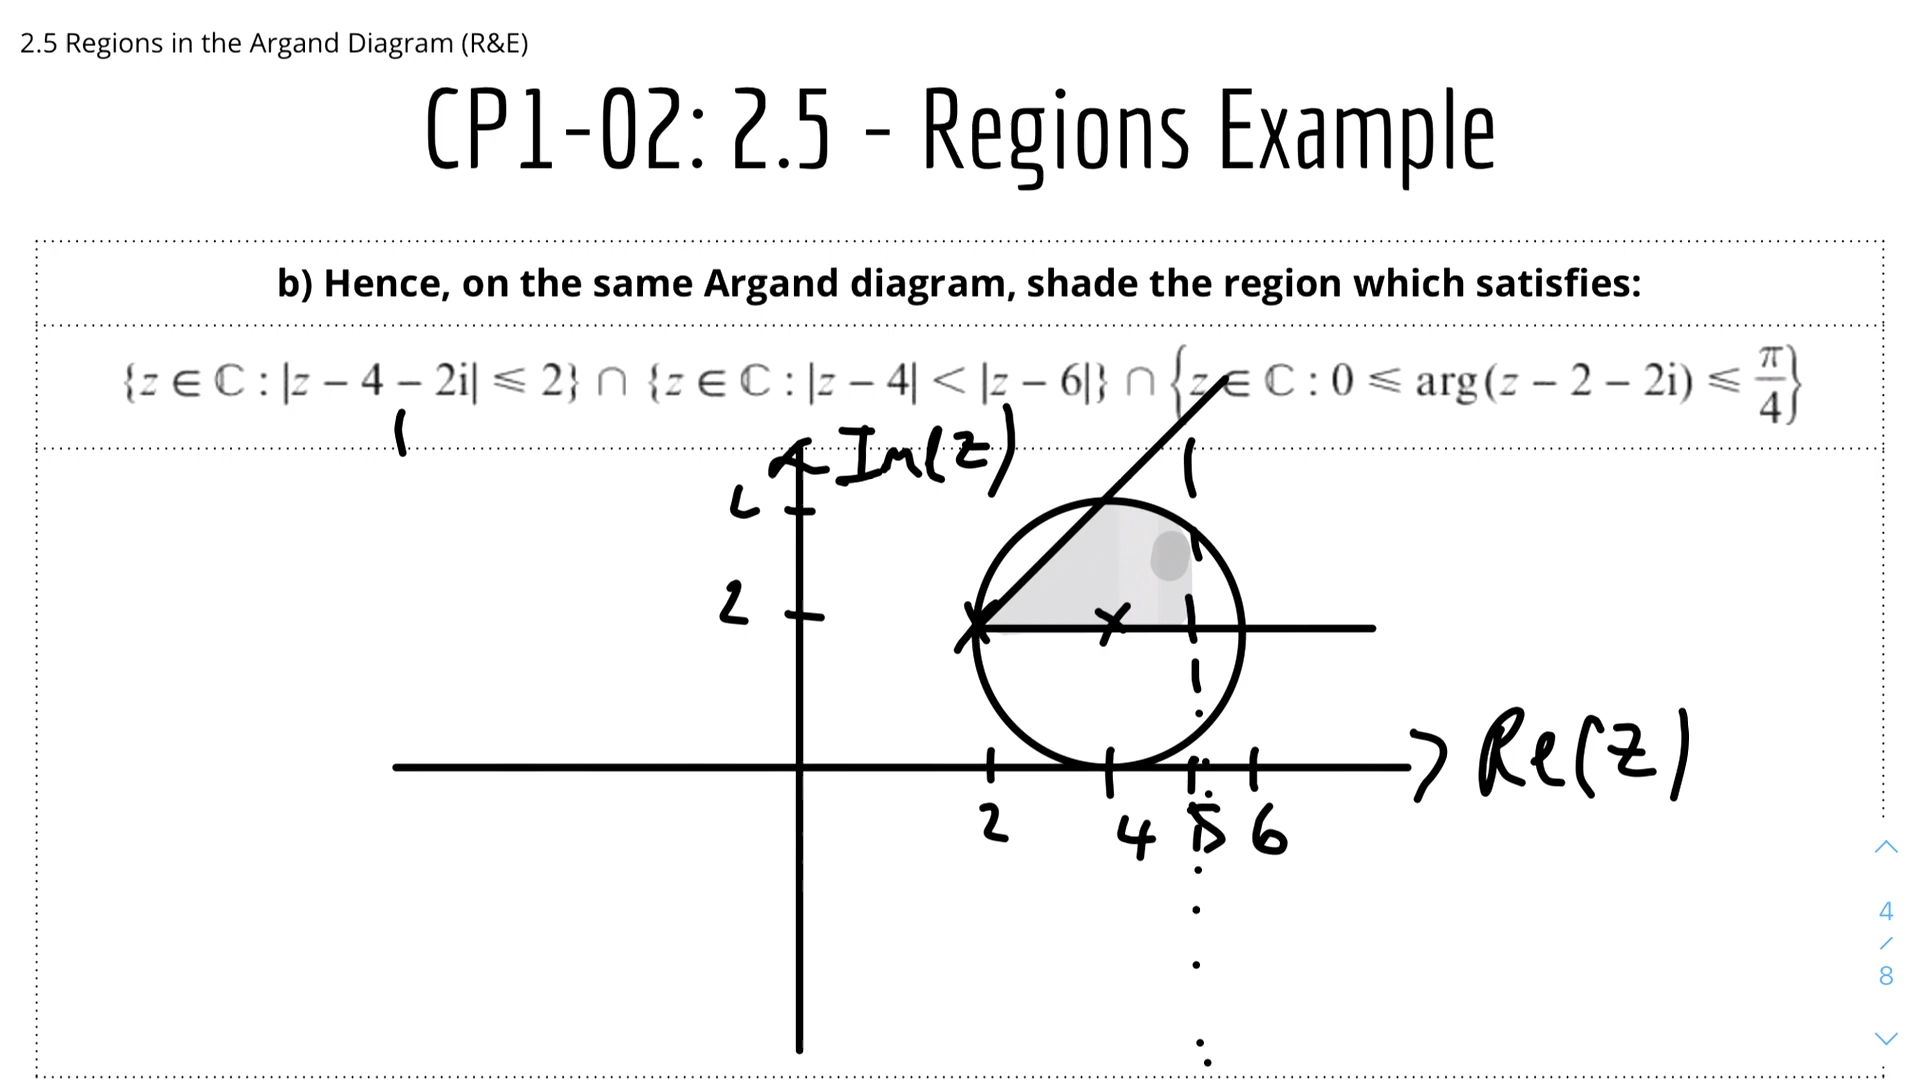 2.5 Regions in the Argand Diagram (R&E)
CP1-02: 2.5 - Regions Example
b) Hence, on the same Argand diagram, shade the region which satisfies:
{z ∈ ℂ : |z − 4 − 2i| ⩽ 2} ∩ {z ∈ ℂ : |z − 4| < |z − 6|} ∩ {z ∈ ℂ : 0 ⩽ arg(z − 2 − 2i) ⩽ π/4}
Im(z)
2
Re(z)
2 4 5 6
4
/
8